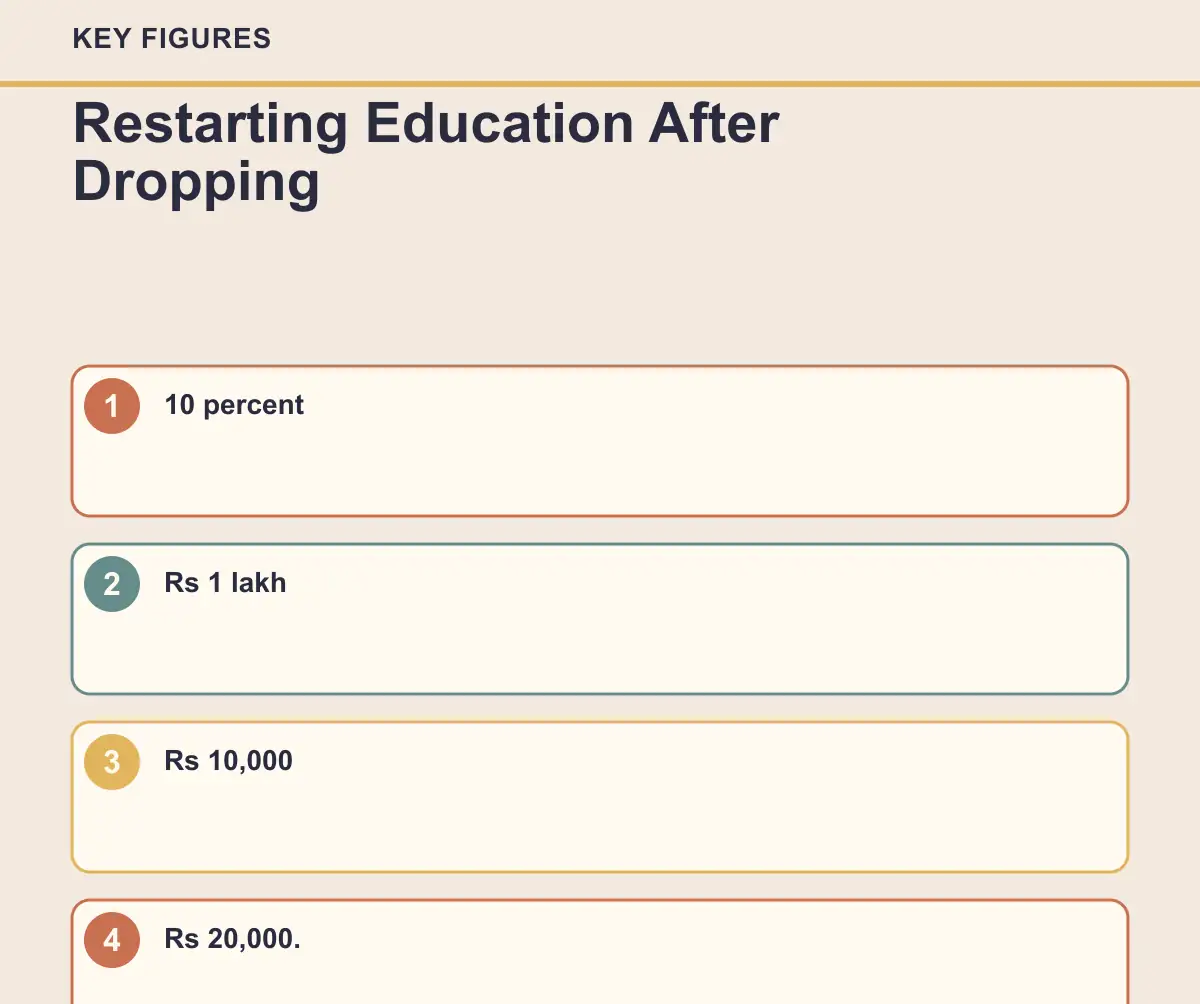 KEY FIGURES
Restarting Education After
Dropping
1 10 percent
2 Rs 1 lakh
3 Rs 10,000
4 Rs 20,000.